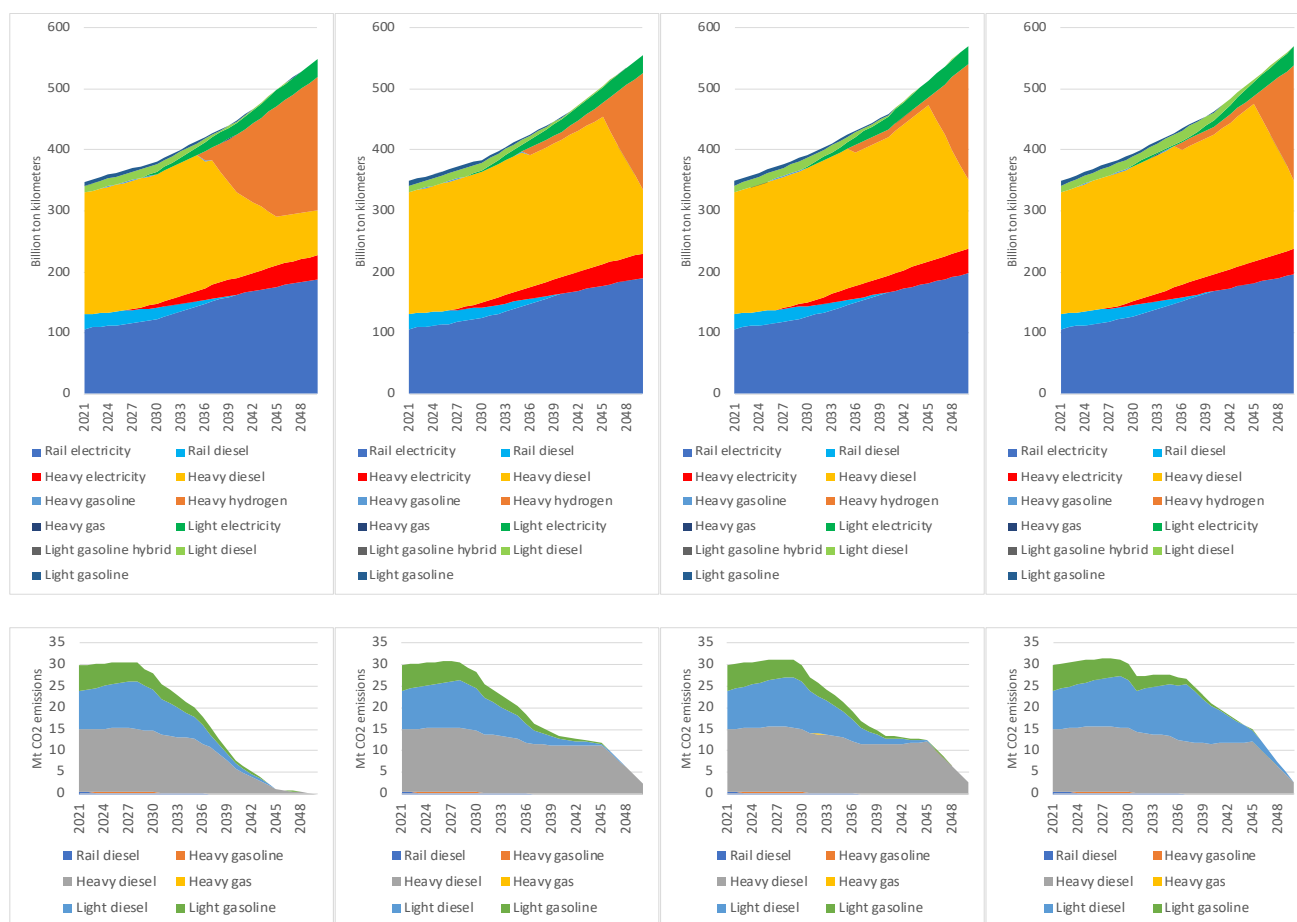 600
500
400
300
200
100
0
Billion ton kilometers
2021 2024 2027 2030 2033 2036 2039 2042 2045 2048
Rail electricity Rail diesel
Heavy electricity Heavy diesel
Heavy gasoline Heavy hydrogen
Heavy gas Light electricity
Light gasoline hybrid Light diesel
Light gasoline
600
500
400
300
200
100
0
Billion ton kilometers
2021 2024 2027 2030 2033 2036 2039 2042 2045 2048
Rail electricity Rail diesel
Heavy electricity Heavy diesel
Heavy gasoline Heavy hydrogen
Heavy gas Light electricity
Light gasoline hybrid Light diesel
Light gasoline
600
500
400
300
200
100
0
Billion ton kilometers
2021 2024 2027 2030 2033 2036 2039 2042 2045 2048
Rail electricity Rail diesel
Heavy electricity Heavy diesel
Heavy gasoline Heavy hydrogen
Heavy gas Light electricity
Light gasoline hybrid Light diesel
Light gasoline
600
500
400
300
200
100
0
Billion ton kilometers
2021 2024 2027 2030 2033 2036 2039 2042 2045 2048
Rail electricity Rail diesel
Heavy electricity Heavy diesel
Heavy gasoline Heavy hydrogen
Heavy gas Light electricity
Light gasoline hybrid Light diesel
Light gasoline
35
30
25
20
15
10
5
0
Mt CO2 emissions
2021 2024 2027 2030 2033 2036 2039 2042 2045 2048
Rail diesel Heavy gasoline
Heavy diesel Heavy gas
Light diesel Light gasoline
35
30
25
20
15
10
5
0
Mt CO2 emissions
2021 2024 2027 2030 2033 2036 2039 2042 2045 2048
Rail diesel Heavy gasoline
Heavy diesel Heavy gas
Light diesel Light gasoline
35
30
25
20
15
10
5
0
Mt CO2 emissions
2021 2024 2027 2030 2033 2036 2039 2042 2045 2048
Rail diesel Heavy gasoline
Heavy diesel Heavy gas
Light diesel Light gasoline
35
30
25
20
15
10
5
0
Mt CO2 emissions
2021 2024 2027 2030 2033 2036 2039 2042 2045 2048
Rail diesel Heavy gasoline
Heavy diesel Heavy gas
Light diesel Light gasoline